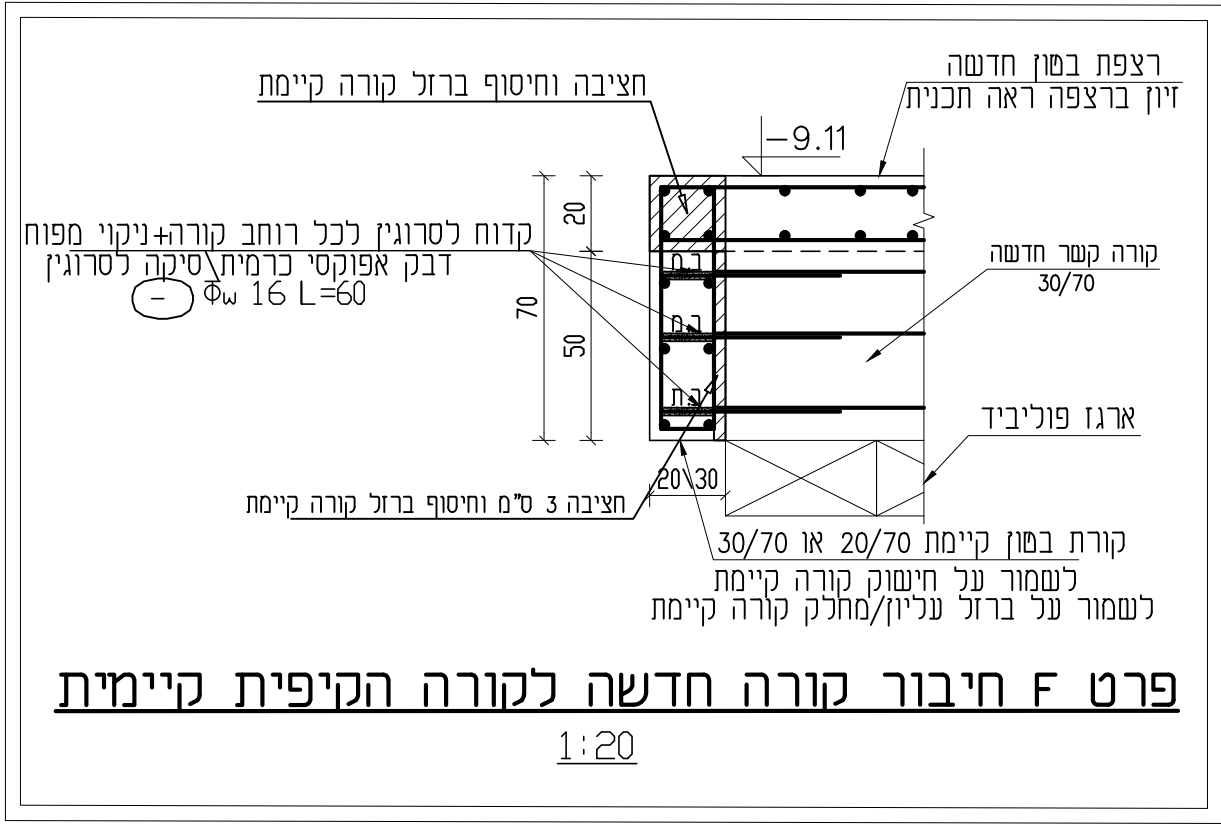 רצפת בטון חדשה
זיון ברצפה ראה תכנית
חציבה וחיסוף ברזל קורה קיימת
-9.11
20
70
50
קדוח לסרוגין לכל רוחב קורה+ניקוי מפוח
דבק אפוקסי כרמית\סיקה לסרוגין
- Φω 16 L=60
ב.מ
ב.מ
ב.ת
קורה קשר חדשה
30/70
ארגז פוליביד
20\30
חציבה 3 ס"מ וחיסוף ברזל קורה קיימת
קורת בטון קיימת 20/70 או 30/70
לשמור על חישוק קורה קיימת
לשמור על ברזל עליון/מחלק קורה קיימת
פרט F חיבור קורה חדשה לקורה הקיפית קיימית
1:20